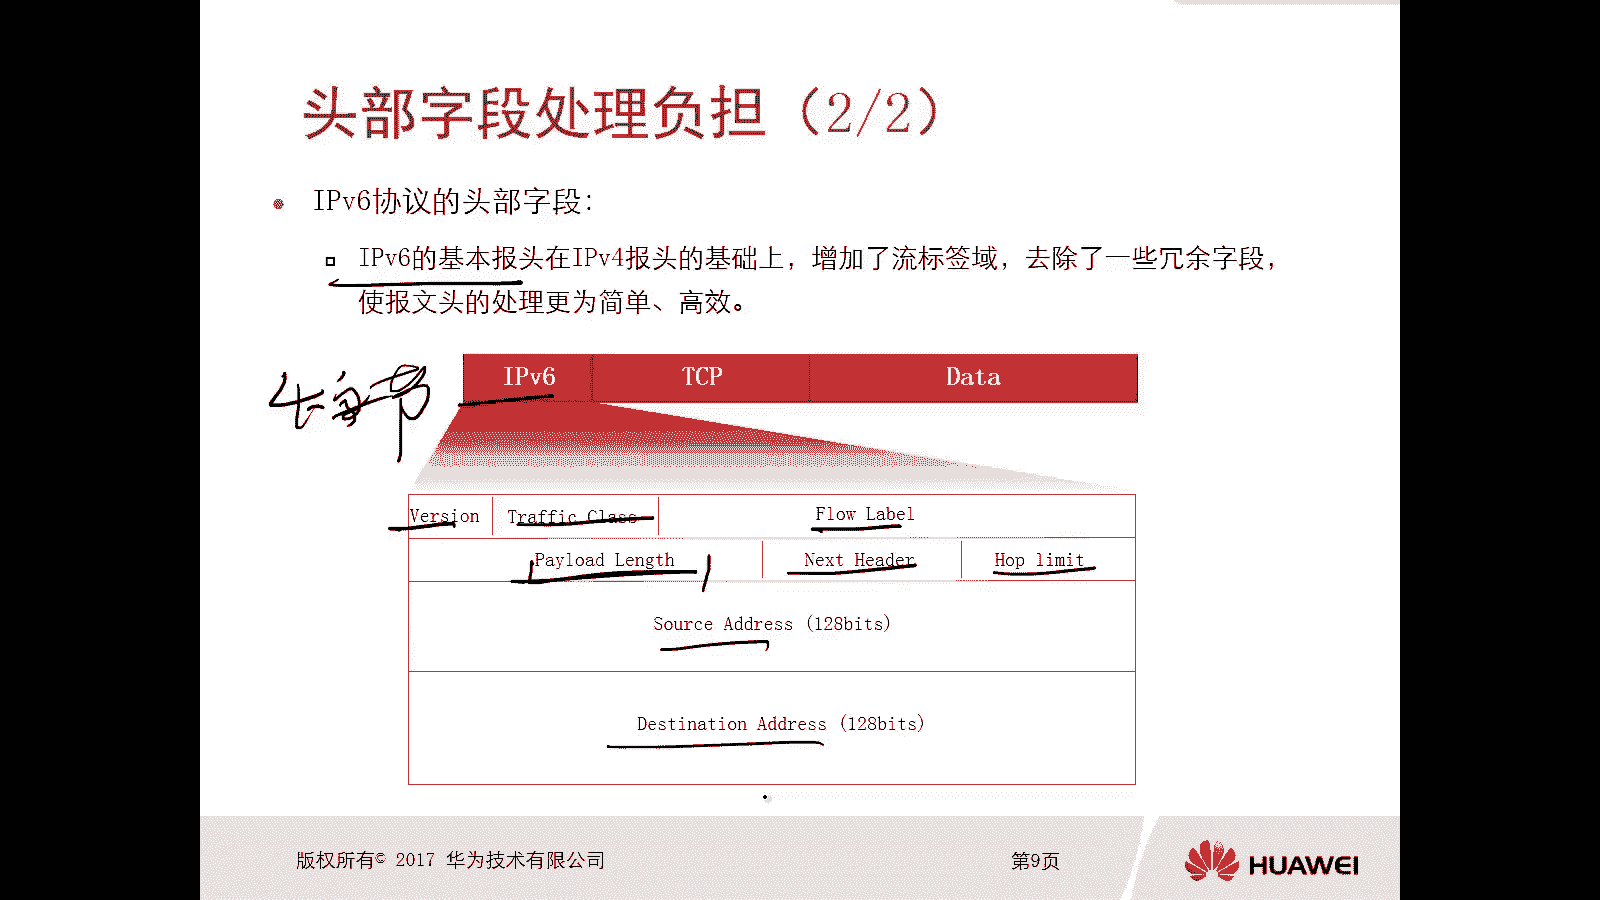 头部字段处理负担（2/2）
IPv6协议的头部字段：
IPv6的基本报头在IPv4报头的基础上，增加了流标签域，去除了一些冗余字段，
使报文头的处理更为简单、高效。
IPv6 TCP Data
字节
Version Traffic Class Flow Label
Payload Length Next Header Hop limit
Source Address (128bits)
Destination Address (128bits)
版权所有© 2017 华为技术有限公司 第9页 HUAWEI